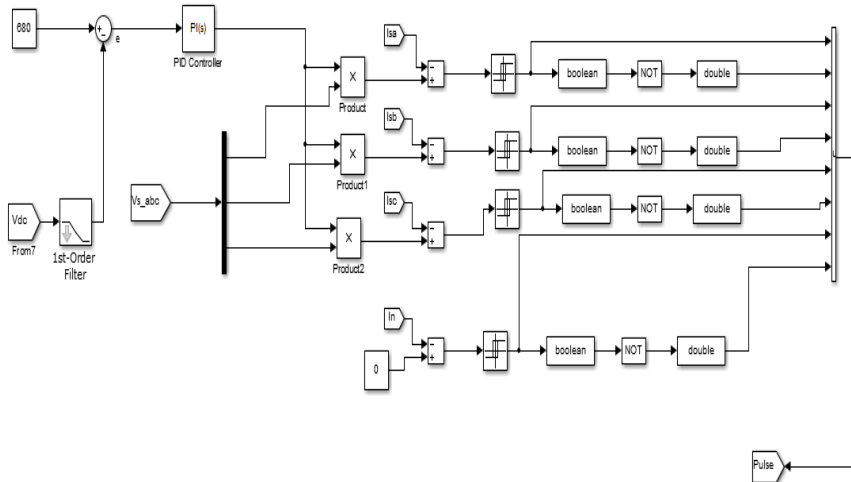 680
e
PI(s)
PID Controller
Vdc
From7
1st-Order
Filter
Vs_abc
×
Product
×
Product1
×
Product2
Isa
boolean
NOT
double
Isb
boolean
NOT
double
Isc
boolean
NOT
double
In
0
boolean
NOT
double
Pulse